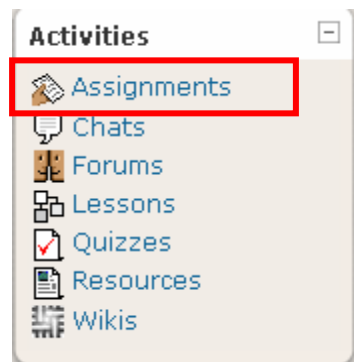 Activities
Assignments
Chats
Forums
Lessons
Quizzes
Resources
Wikis